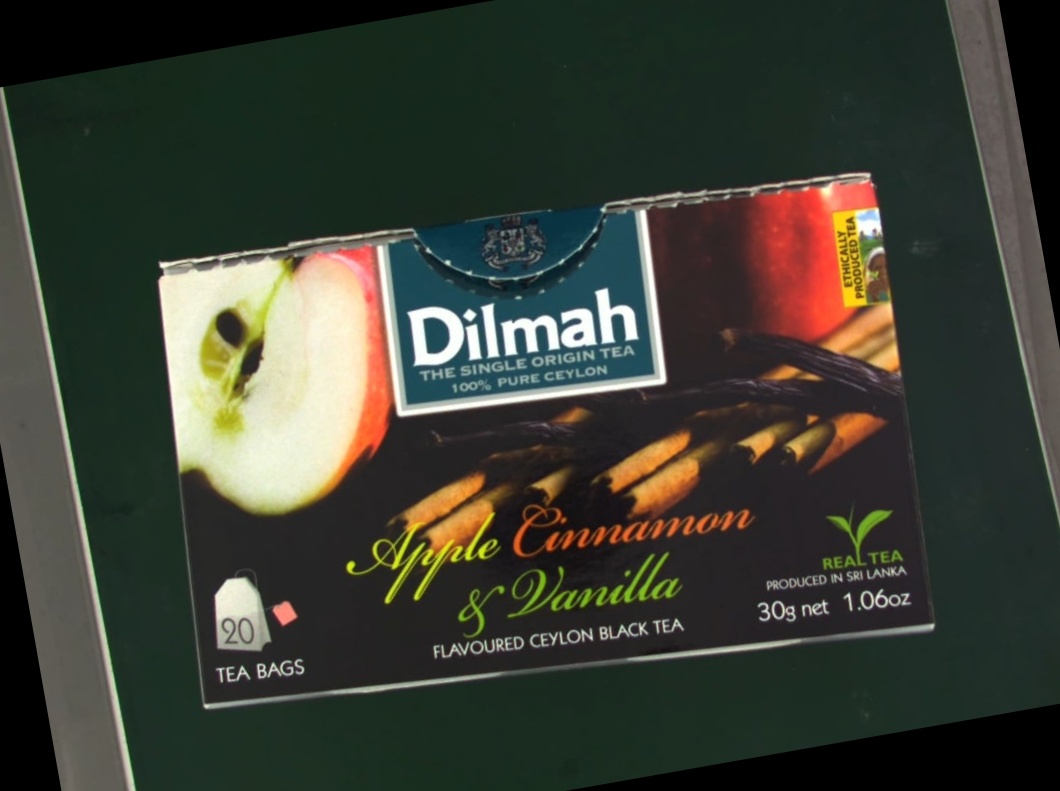 Dilmah
THE SINGLE ORIGIN TEA
100% PURE CEYLON
ETHICALLY
PRODUCED TEA
Apple Cinnamon
& Vanilla
FLAVOURED CEYLON BLACK TEA
20
TEA BAGS
REAL TEA
PRODUCED IN SRI LANKA
30g net 1.06oz